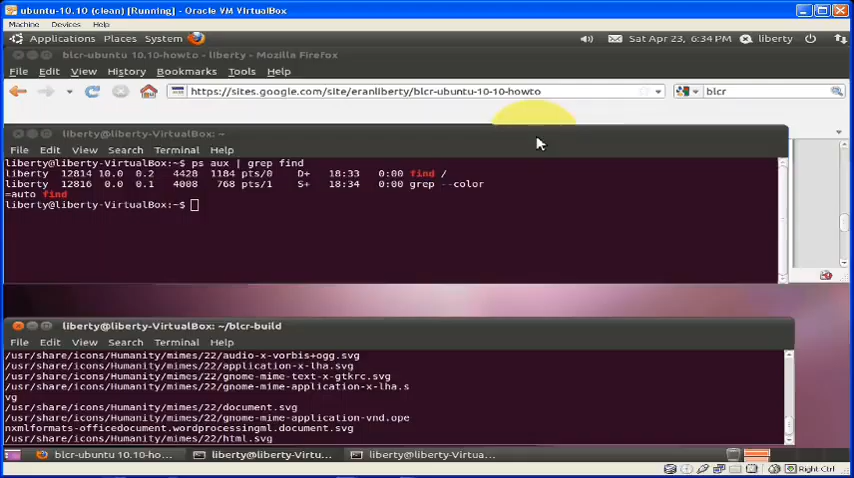 ubuntu-10.10 (clean) [Running] - Oracle VM VirtualBox
Machine Devices Help
Applications Places System Sat Apr 23, 6:34 PM liberty
blcr-ubuntu 10.10-howto - liberty - Mozilla Firefox
File Edit View History Bookmarks Tools Help
https://sites.google.com/site/eranliberty/blcr-ubuntu-10-10-howto blcr
liberty@liberty-VirtualBox: ~
File Edit View Search Terminal Help
liberty@liberty-VirtualBox:~$ ps aux | grep find
liberty 12814 10.0 0.2 4428 1184 pts/0 D+ 18:33 0:00 find /
liberty 12816 0.0 0.1 4008 768 pts/1 S+ 18:34 0:00 grep --color
=auto find
liberty@liberty-VirtualBox:~$
liberty@liberty-VirtualBox: ~/blcr-build
File Edit View Search Terminal Help
/usr/share/icons/Humanity/mimes/22/audio-x-vorbis+ogg.svg
/usr/share/icons/Humanity/mimes/22/application-x-lha.svg
/usr/share/icons/Humanity/mimes/22/gnome-mime-text-x-gtkrc.svg
/usr/share/icons/Humanity/mimes/22/gnome-mime-application-x-lha.s
vg
/usr/share/icons/Humanity/mimes/22/document.svg
/usr/share/icons/Humanity/mimes/22/gnome-mime-application-vnd.ope
nxmlformats-officedocument.wordprocessingml.document.svg
/usr/share/icons/Humanity/mimes/22/html.svg
blcr-ubuntu 10.10-ho... liberty@liberty-Virtu... liberty@liberty-Virtua...
Right Ctrl